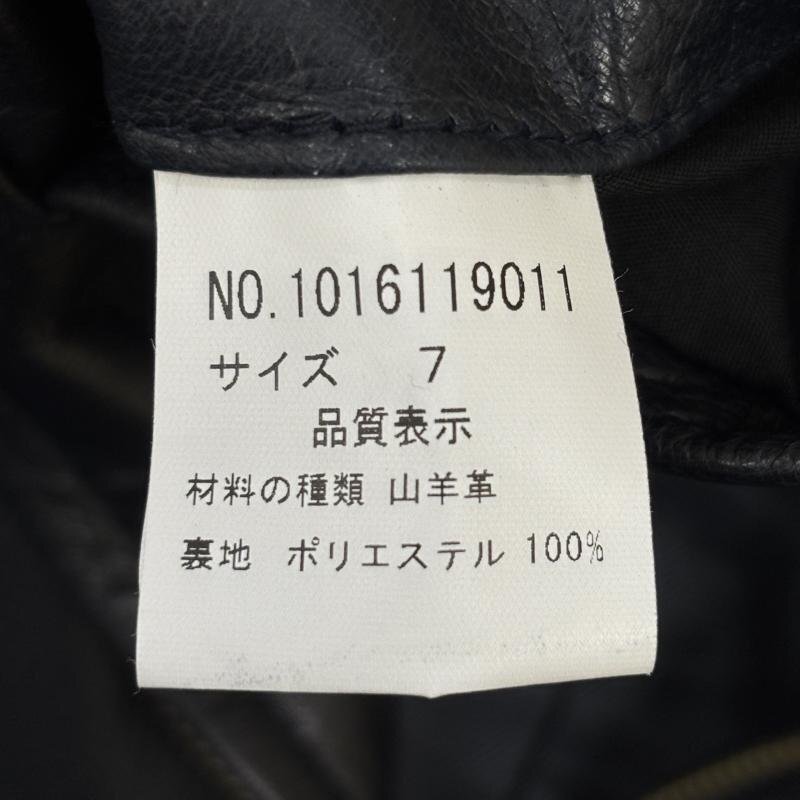 NO.1016119011
サイズ 7
品質表示
材料の種類 山羊革
裏地 ポリエステル 100%